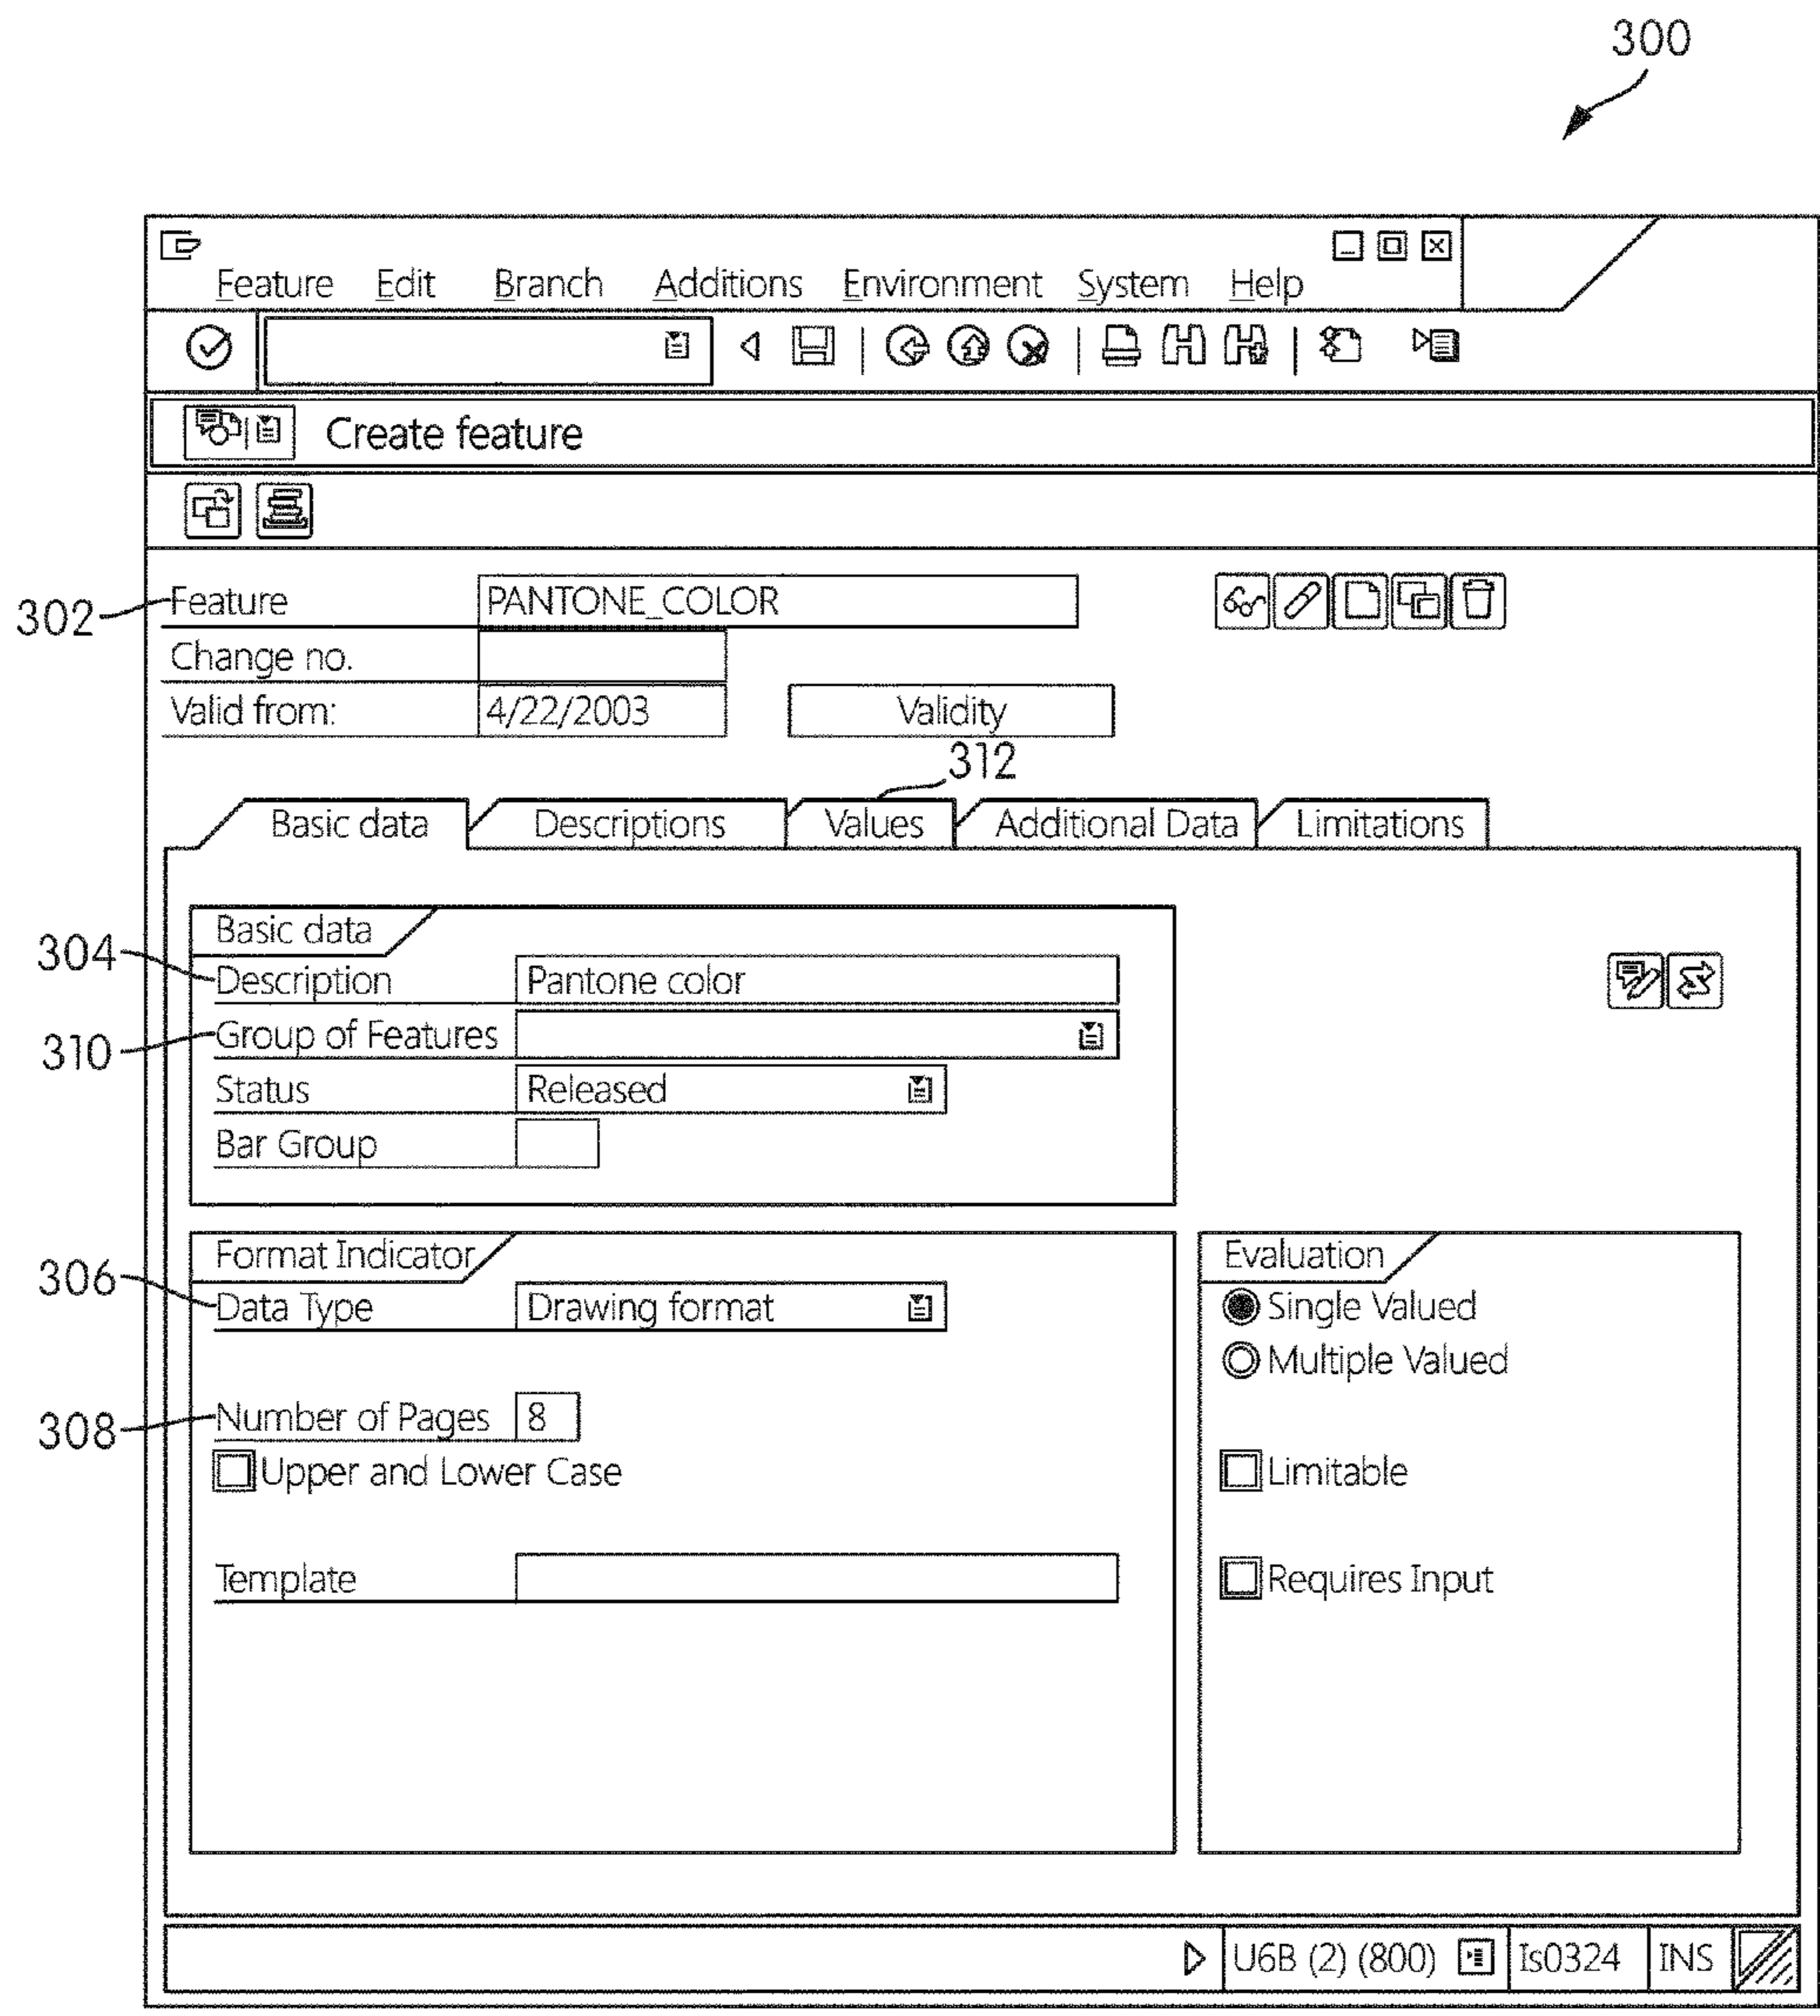 300
Feature Edit Branch Additions Environment System Help
Create feature
302 Feature PANTONE_COLOR
Change no.
Valid from: 4/22/2003 Validity
312
Basic data Descriptions Values Additional Data Limitations
Basic data
304 Description Pantone color
310 Group of Features
Status Released
Bar Group
Format Indicator Evaluation
306 Data Type Drawing format Single Valued
Multiple Valued
308 Number of Pages 8
Upper and Lower Case Limitable
Template Requires Input
U6B (2) (800) Is0324 INS